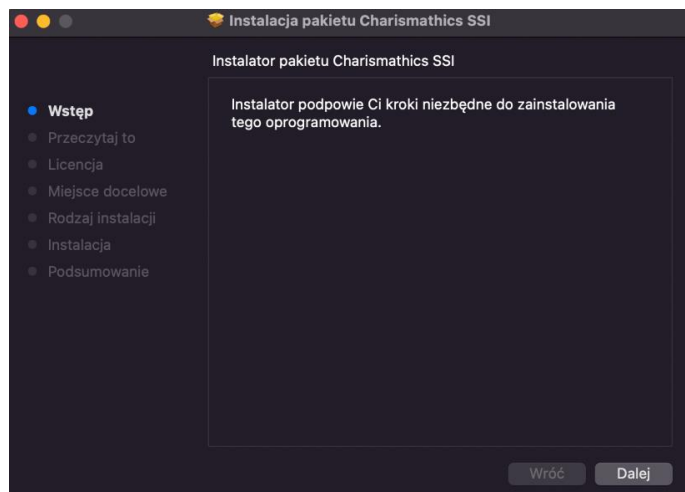 Instalacja pakietu Charismathics SSI
Instalator pakietu Charismathics SSI
Wstęp
Przeczytaj to
Licencja
Miejsce docelowe
Rodzaj instalacji
Instalacja
Podsumowanie
Instalator podpowie Ci kroki niezbędne do zainstalowania
tego oprogramowania.
Wróć
Dalej